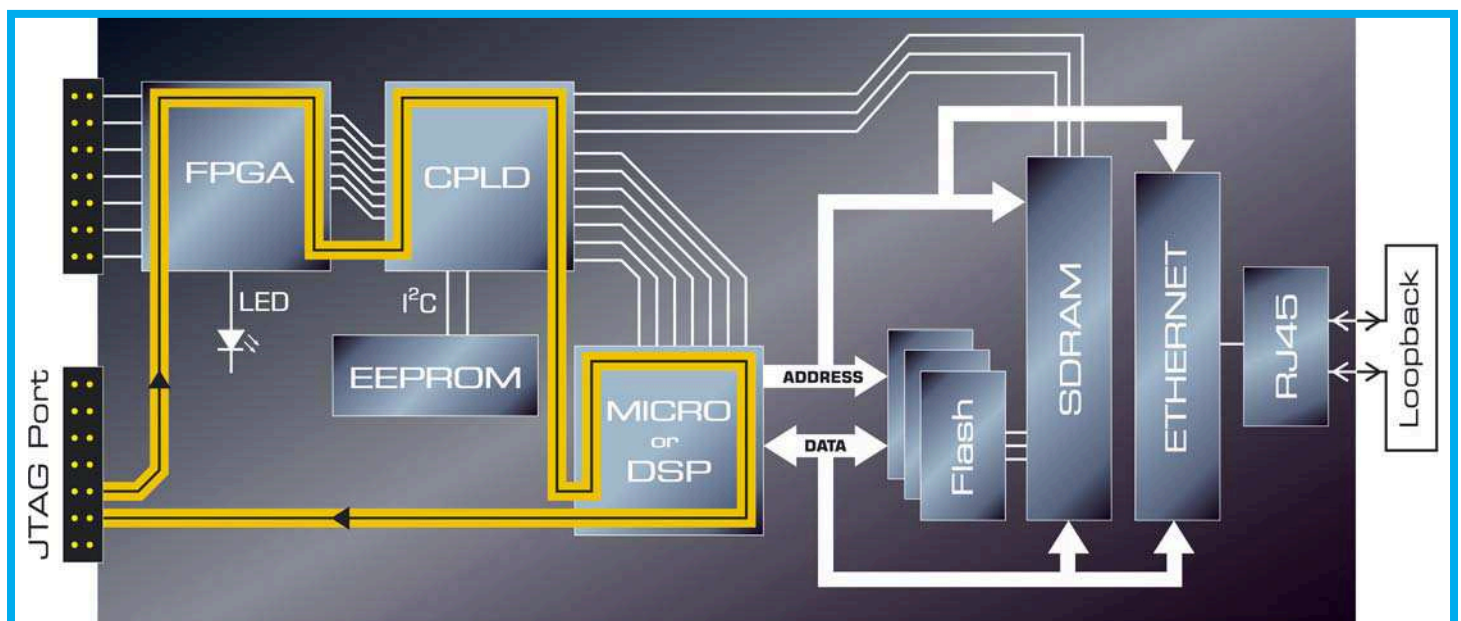 FPGA
CPLD
LED
I²C
EEPROM
JTAG Port
MICRO
or
DSP
ADDRESS
DATA
Flash
SDRAM
ETHERNET
RJ45
Loopback